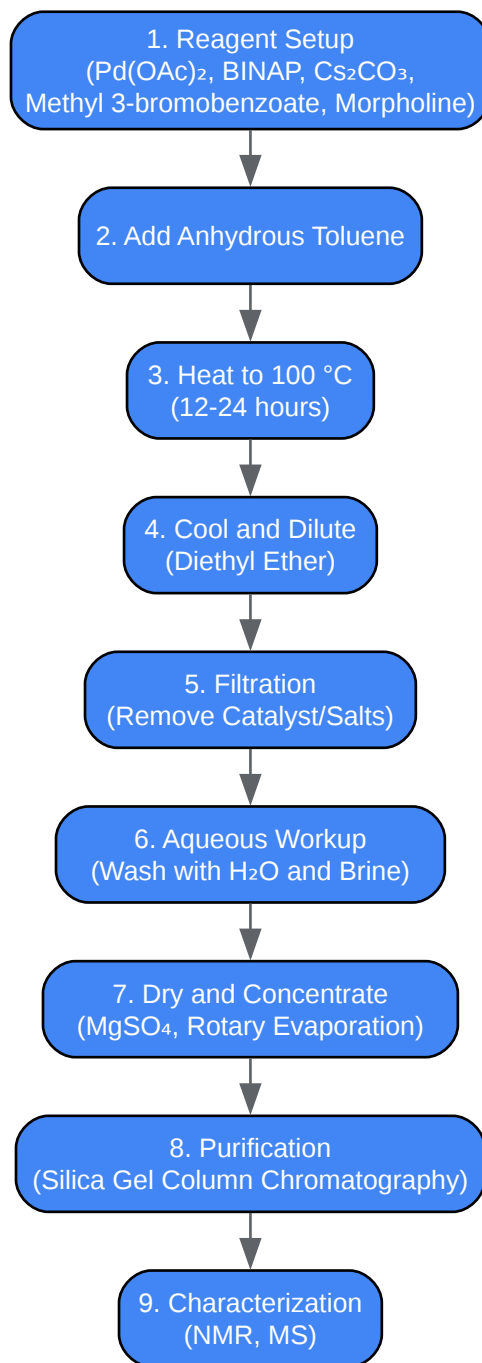 1. Reagent Setup
(Pd(OAc)₂, BINAP, Cs₂CO₃,
Methyl 3-bromobenzoate, Morpholine)
2. Add Anhydrous Toluene
3. Heat to 100 °C
(12-24 hours)
4. Cool and Dilute
(Diethyl Ether)
5. Filtration
(Remove Catalyst/Salts)
6. Aqueous Workup
(Wash with H₂O and Brine)
7. Dry and Concentrate
(MgSO₄, Rotary Evaporation)
8. Purification
(Silica Gel Column Chromatography)
9. Characterization
(NMR, MS)